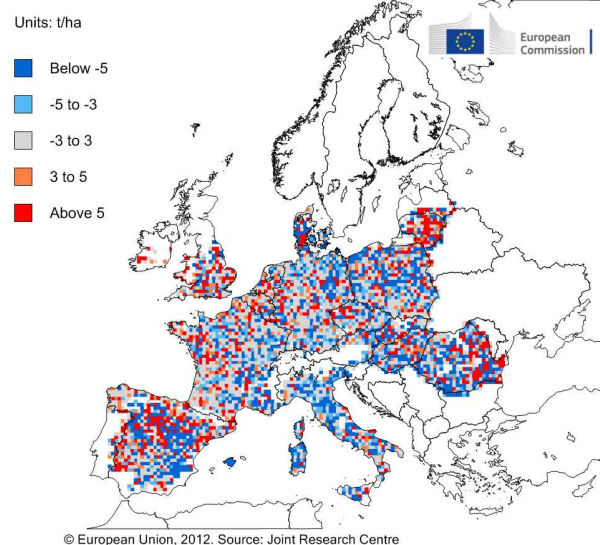 Units: t/ha
European
Commission
Below -5
-5 to -3
-3 to 3
3 to 5
Above 5
© European Union, 2012. Source: Joint Research Centre